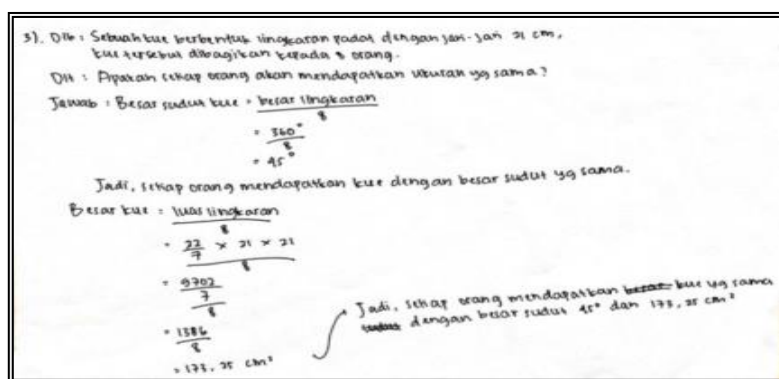 3). Dik : Sebuah kue berbentuk lingkaran padat dengan jari-jari 21 cm,
kue tersebut dibagikan kepada 8 orang.
Dit : Apakah setiap orang akan mendapatkan ukuran yg sama?
Jawab : Besar sudut kue = besar lingkaran / 8
= 360° / 8
= 45°
Jadi, setiap orang mendapatkan kue dengan besar sudut yg sama.
Besar kue = luas lingkaran / 8
= 22/7 × 21 × 21 / 8
= 9702/7 / 8
= 1386 / 8
= 173,25 cm²
Jadi, setiap orang mendapatkan besar kue yg sama
sudut dengan besar sudut 45° dan 173,25 cm²